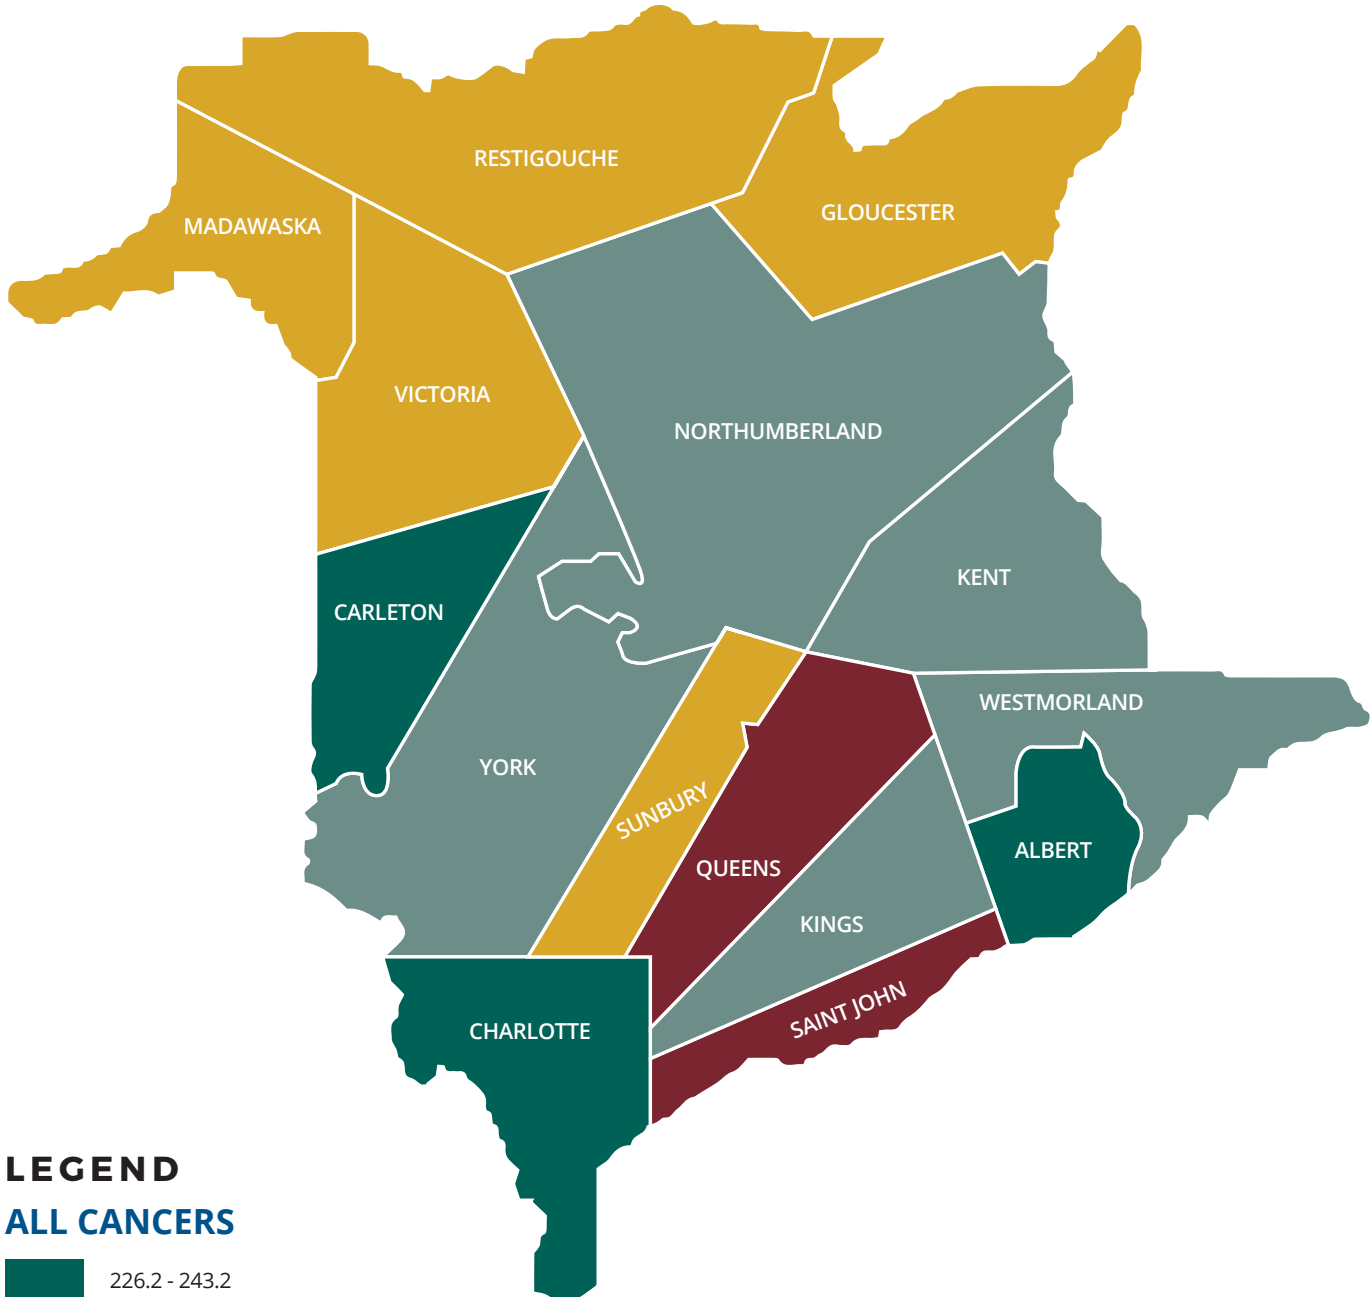 RESTIGOUCHE
GLOUCESTER
MADAWASKA
VICTORIA
NORTHUMBERLAND
KENT
CARLETON
WESTMORLAND
YORK
SUNBURY
ALBERT
QUEENS
KINGS
SAINT JOHN
CHARLOTTE
LEGEND
ALL CANCERS
226.2 - 243.2